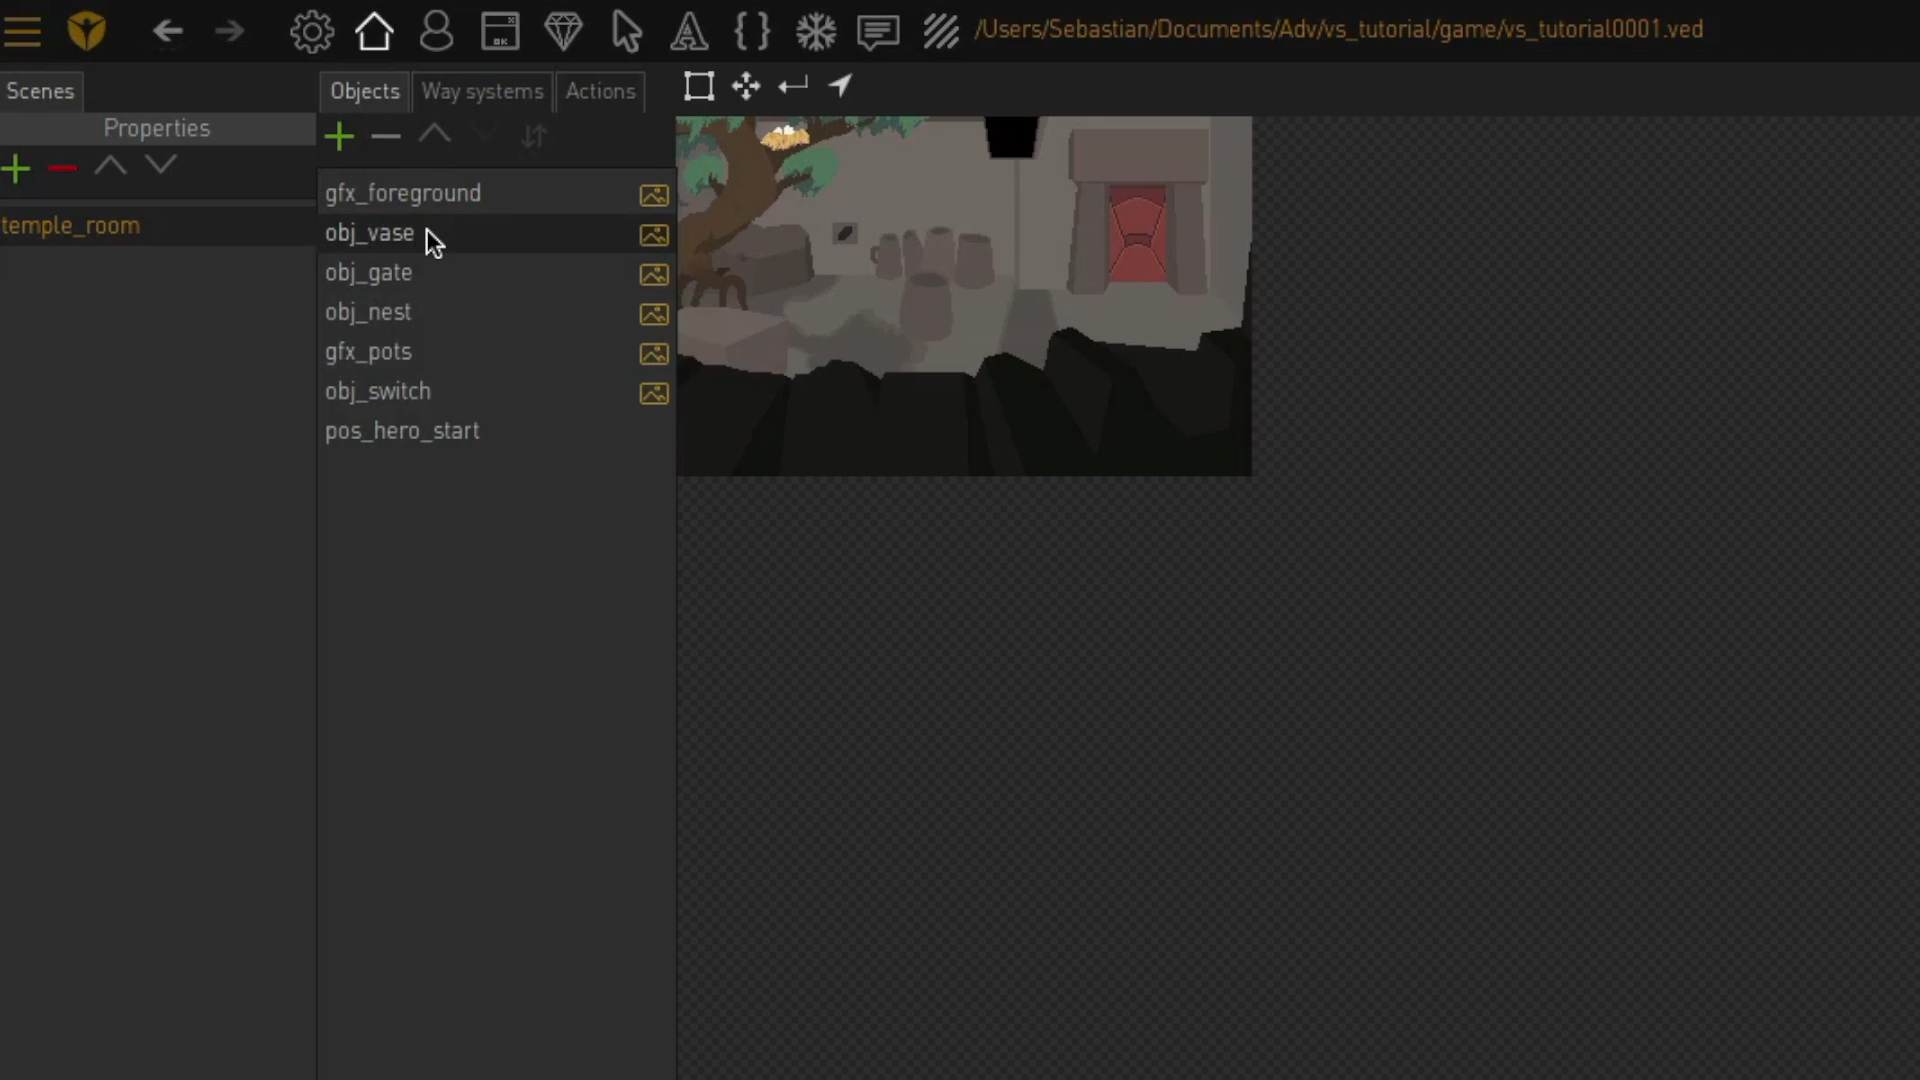 /Users/Sebastian/Documents/Adv/vs_tutorial/game/vs_tutorial0001.ved
Scenes
Objects
Way systems
Actions
Properties
temple_room
gfx_foreground
obj_vase
obj_gate
obj_nest
gfx_pots
obj_switch
pos_hero_start